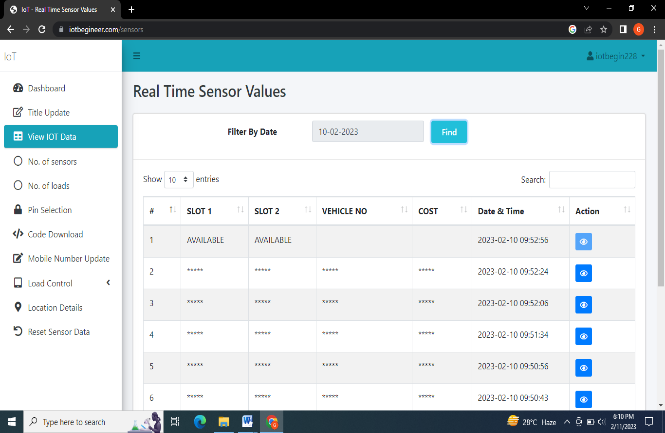 IoT - Real Time Sensor Values
iotbegineer.com/sensors
G
IoT
iotbegin228
Dashboard
Title Update
View IOT Data
No. of sensors
No. of loads
Pin Selection
Code Download
Mobile Number Update
Load Control
Location Details
Reset Sensor Data
Real Time Sensor Values
Filter By Date 10-02-2023 Find
Show 10 entries Search:
# SLOT 1 SLOT 2 VEHICLE NO COST Date & Time Action
1 AVAILABLE AVAILABLE 2023-02-10 09:52:56
2 ***** ***** ***** ***** 2023-02-10 09:52:24
3 ***** ***** ***** ***** 2023-02-10 09:52:06
4 ***** ***** ***** ***** 2023-02-10 09:51:34
5 ***** ***** ***** ***** 2023-02-10 09:50:56
6 ***** ***** ***** ***** 2023-02-10 09:50:43
Type here to search
28°C Haze
6:10 PM
2/11/2023